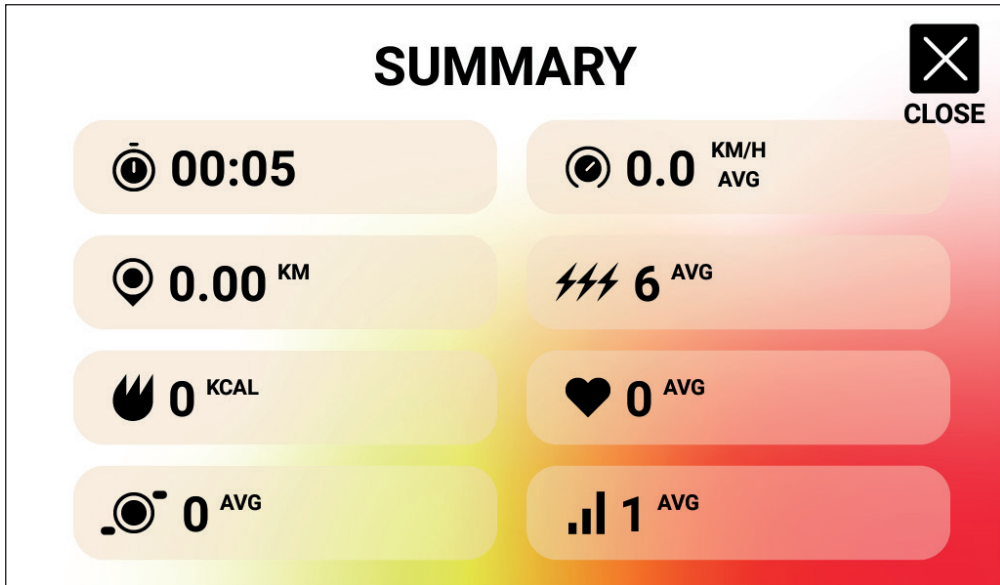 SUMMARY
CLOSE
00:05
0.0 KM/H
AVG
0.00 KM
6 AVG
0 KCAL
0 AVG
0 AVG
1 AVG